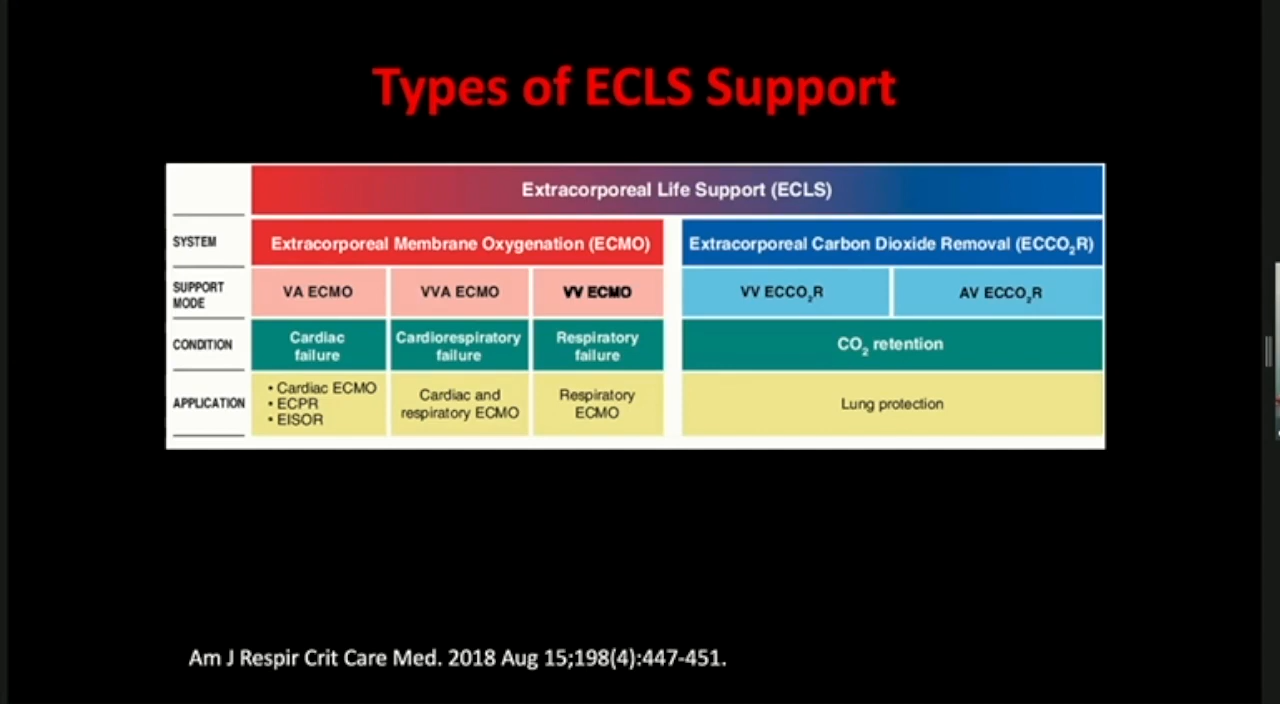 Types of ECLS Support
Extracorporeal Life Support (ECLS)
SYSTEM
Extracorporeal Membrane Oxygenation (ECMO)
Extracorporeal Carbon Dioxide Removal (ECCO₂R)
SUPPORT
MODE
VA ECMO
VVA ECMO
VV ECMO
VV ECCO₂R
AV ECCO₂R
CONDITION
Cardiac
failure
Cardiorespiratory
failure
Respiratory
failure
CO₂ retention
APPLICATION
• Cardiac ECMO
• ECPR
• EISOR
Cardiac and
respiratory ECMO
Respiratory
ECMO
Lung protection
Am J Respir Crit Care Med. 2018 Aug 15;198(4):447-451.